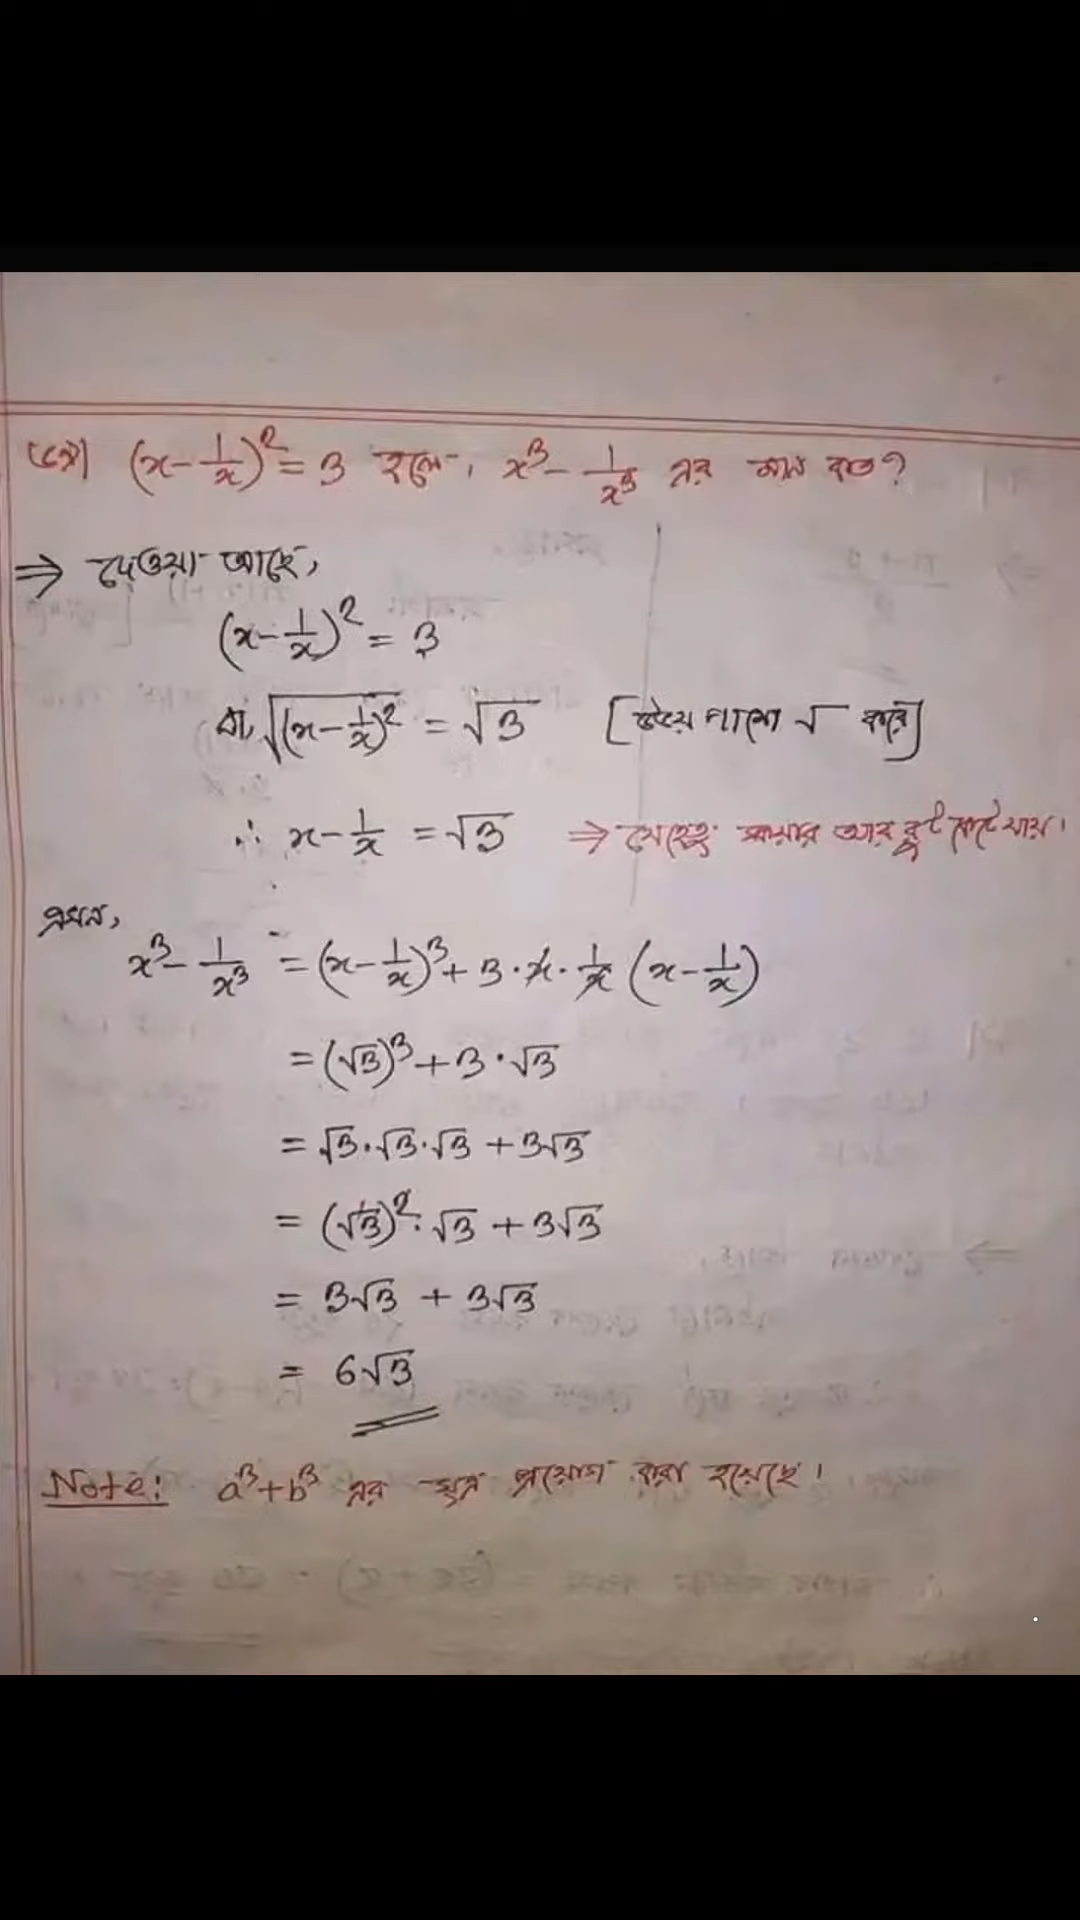 (x - 1/x)² = 3 হলে, x³ - 1/x³ এর মান কত?
⇒ দেওয়া আছে,
(x - 1/x)² = 3
বা, √(x - 1/x)² = √3 [উভয় পাশে √ করে]
∴ x - 1/x = √3 ⇒ যেহেতু স্কয়ার আর রুট কেটে যায়।
এখন,
x³ - 1/x³ = (x - 1/x)³ + 3 · x · 1/x (x - 1/x)
= (√3)³ + 3 · √3
= √3 · √3 · √3 + 3√3
= (√3)² · √3 + 3√3
= 3√3 + 3√3
= 6√3
Note: a³ + b³ এর সূত্র প্রয়োগ করা হয়েছে।